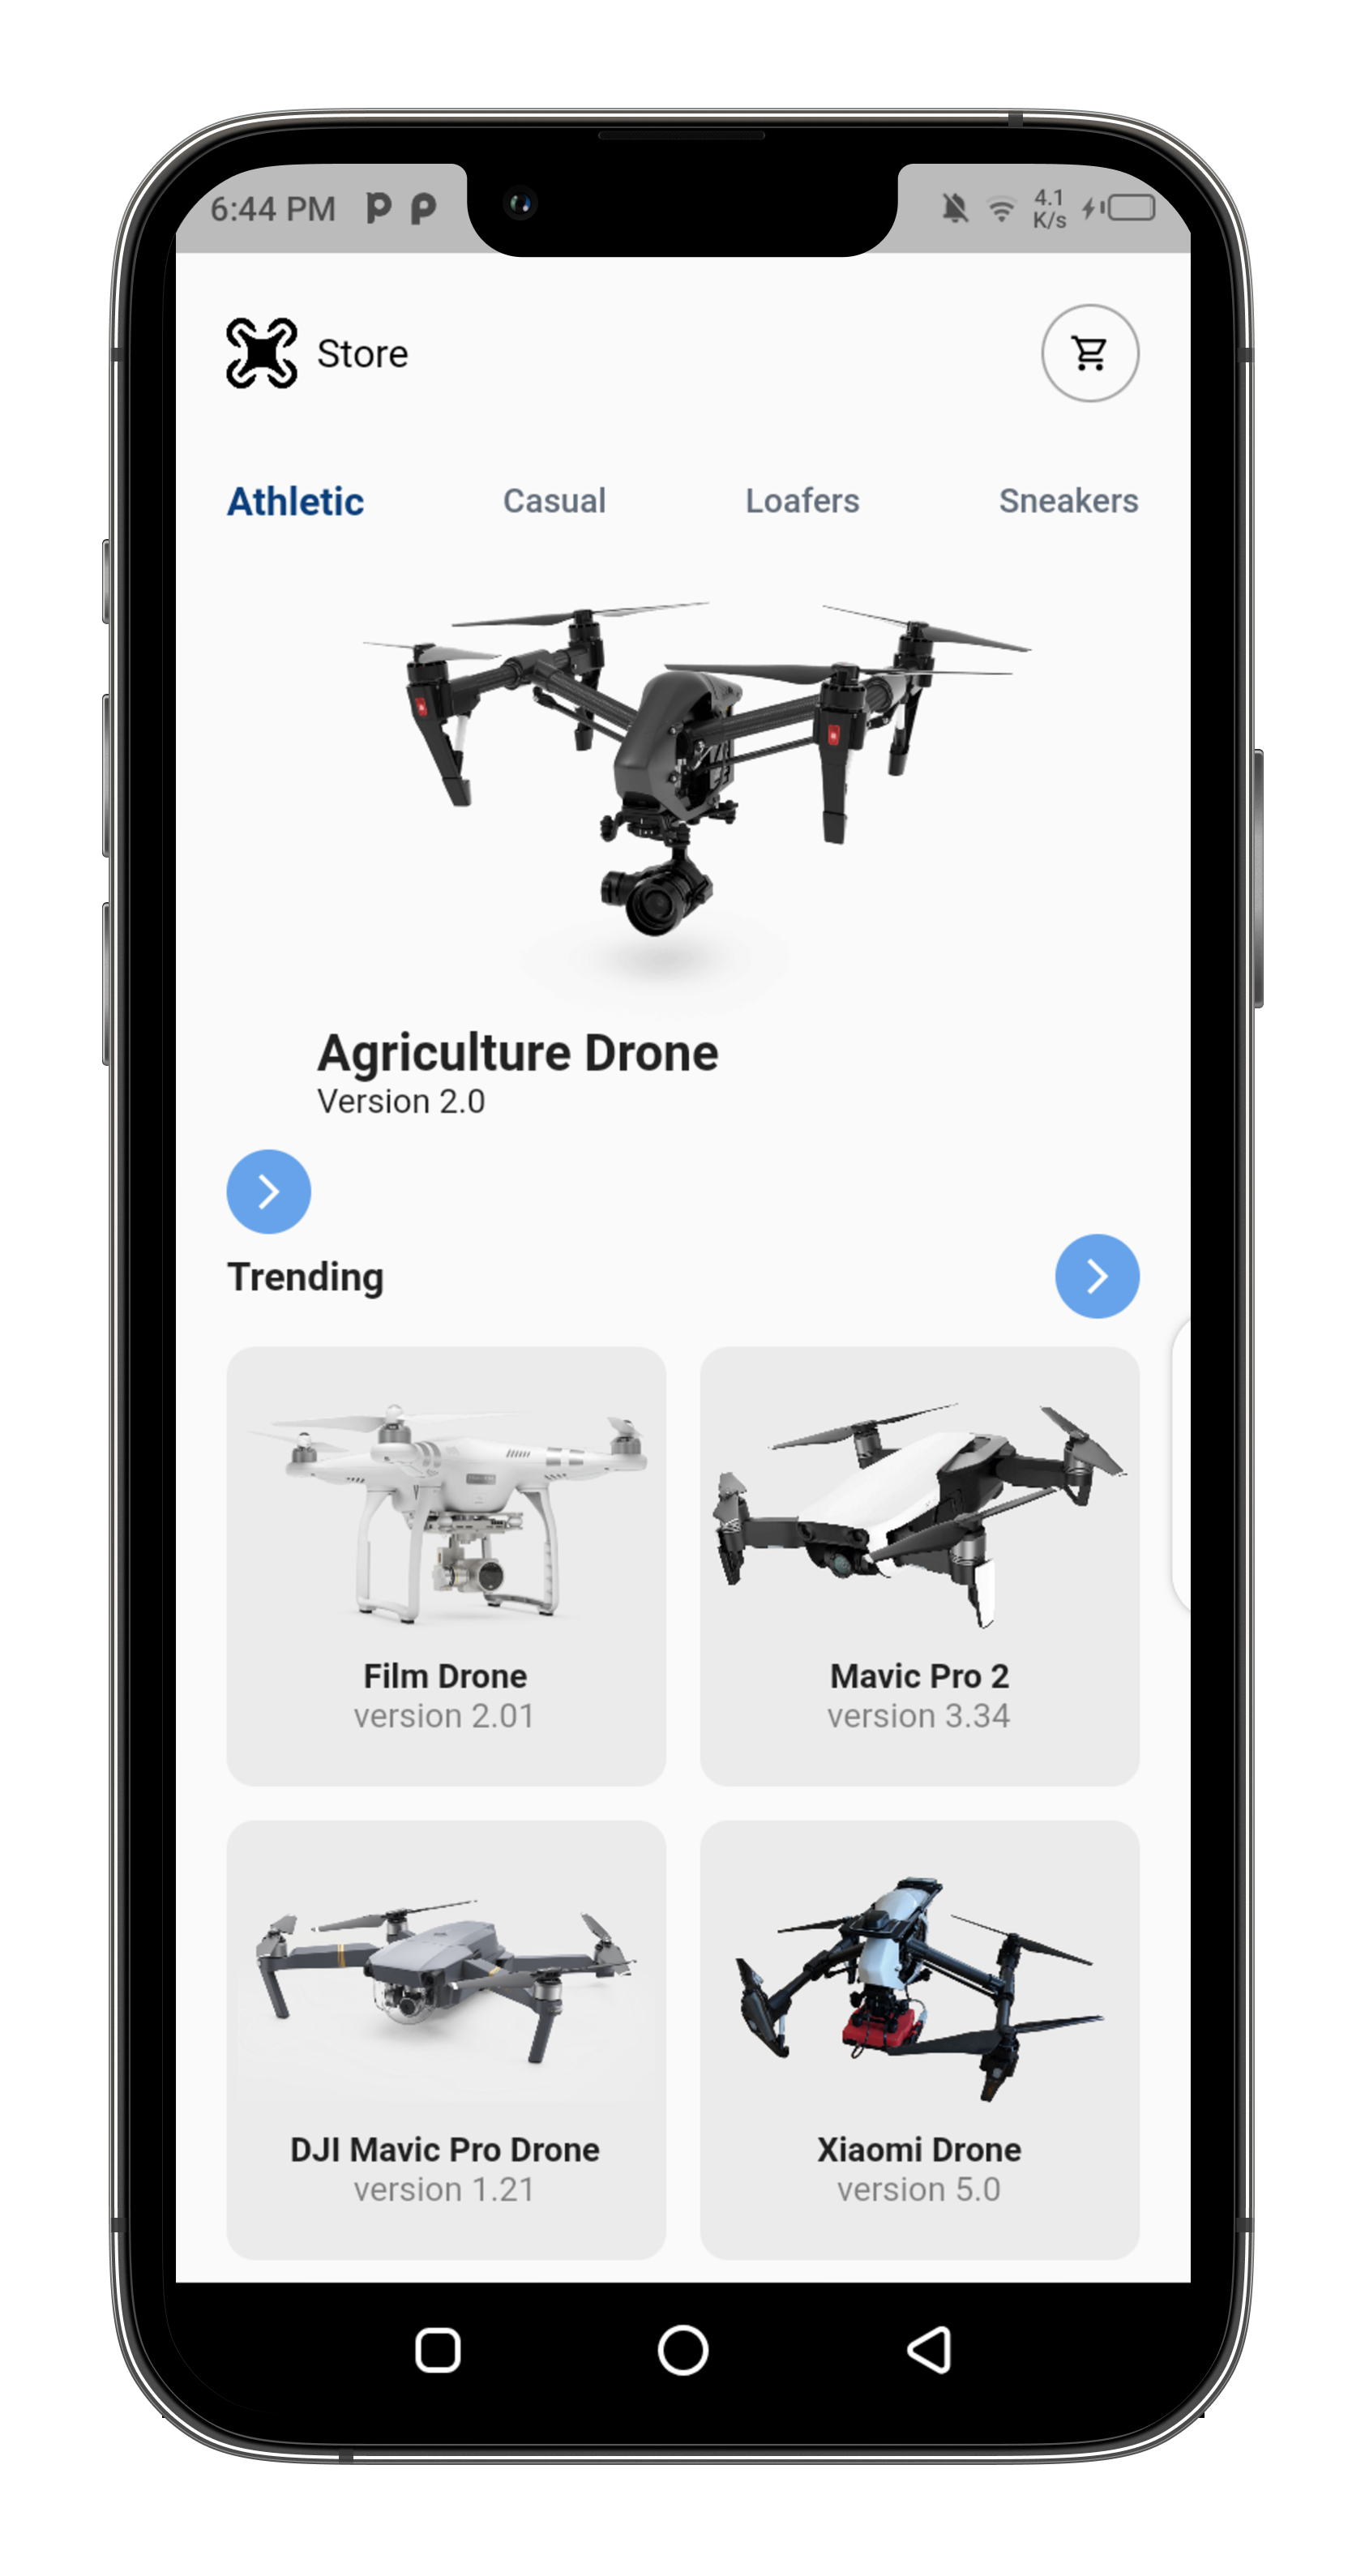 6:44 PM
4.1
K/s
Store
Athletic Casual Loafers Sneakers
Agriculture Drone
Version 2.0
Trending
Film Drone
version 2.01
Mavic Pro 2
version 3.34
DJI Mavic Pro Drone
version 1.21
Xiaomi Drone
version 5.0